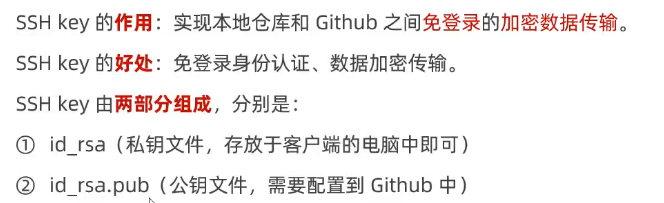 SSH key 的作用：实现本地仓库和 Github 之间免登录的加密数据传输。
SSH key 的好处：免登录身份认证、数据加密传输。
SSH key 由两部分组成，分别是：
① id_rsa（私钥文件，存放于客户端的电脑中即可）
② id_rsa.pub（公钥文件，需要配置到 Github 中）